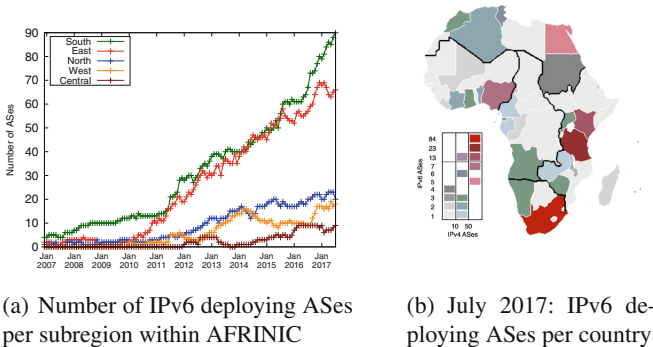 South
East
North
West
Central
Number of ASes
90
80
70
60
50
40
30
20
10
0
Jan Jan Jan Jan Jan Jan Jan Jan Jan Jan Jan
2007 2008 2009 2010 2011 2012 2013 2014 2015 2016 2017
IPv6 ASes
84
23
13
7
6
5
4
3
2
1
10 50
IPv4 ASes
(a) Number of IPv6 deploying ASes
per subregion within AFRINIC
(b) July 2017: IPv6 de-
ploying ASes per country